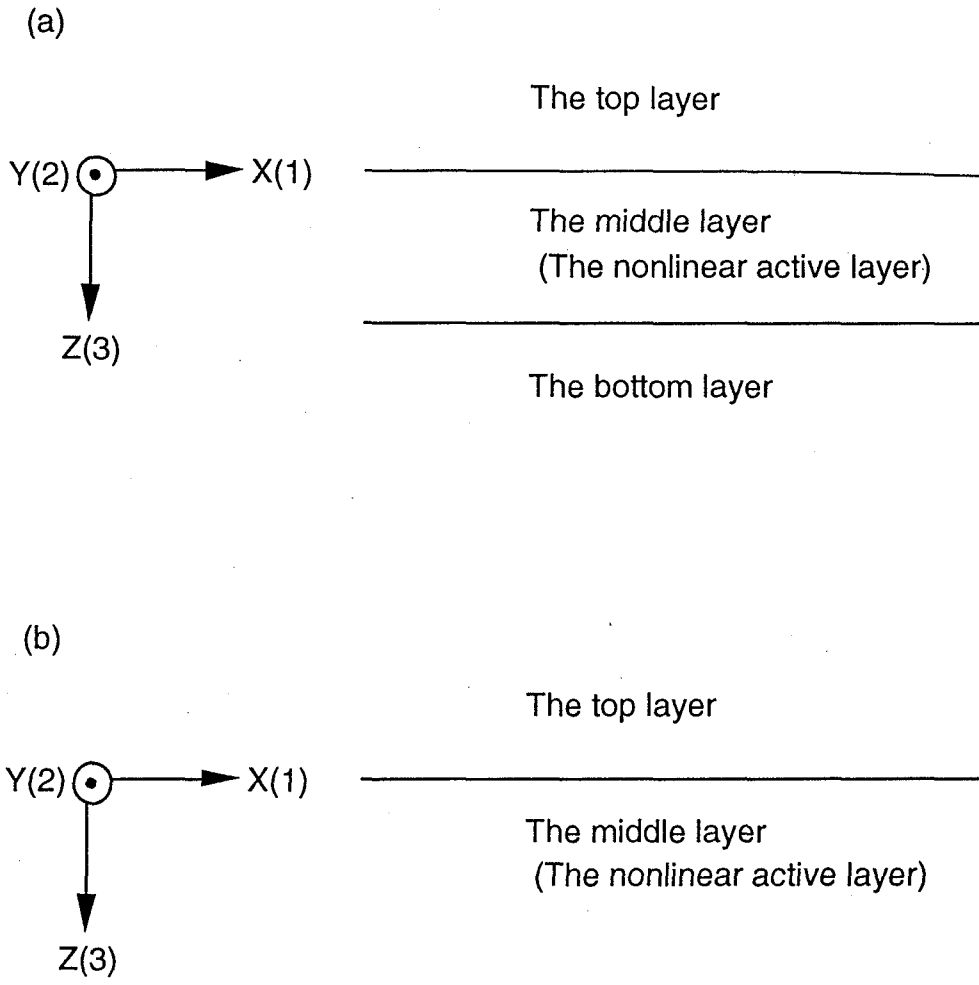 (a)
The top layer
Y(2) X(1)
The middle layer
(The nonlinear active layer)
Z(3)
The bottom layer
(b)
The top layer
Y(2) X(1)
The middle layer
(The nonlinear active layer)
Z(3)